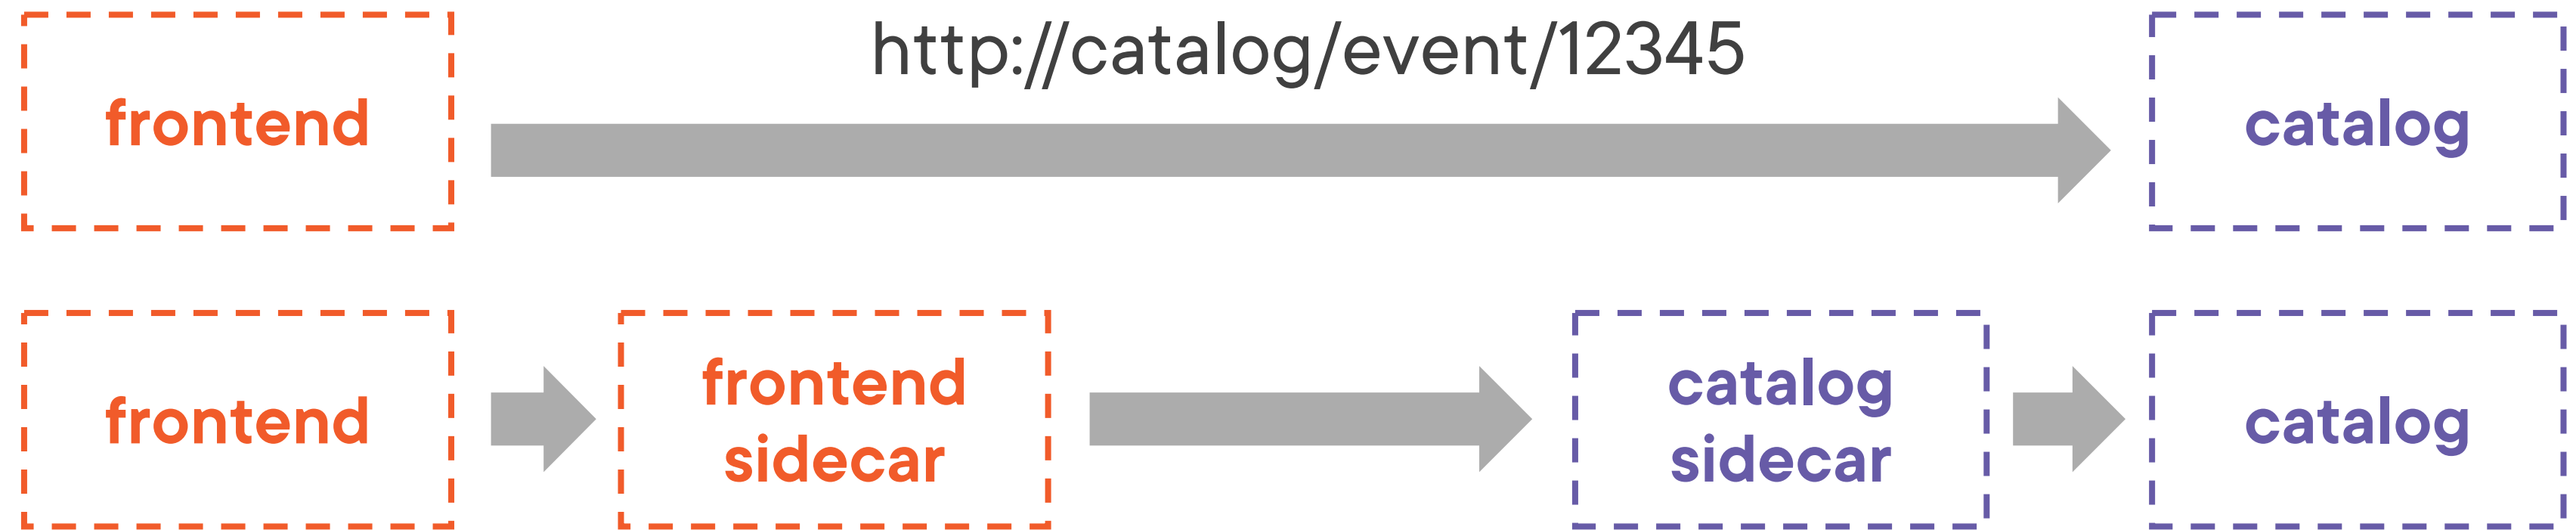 http://catalog/event/12345
frontend
catalog
frontend
frontend
sidecar
catalog
sidecar
catalog